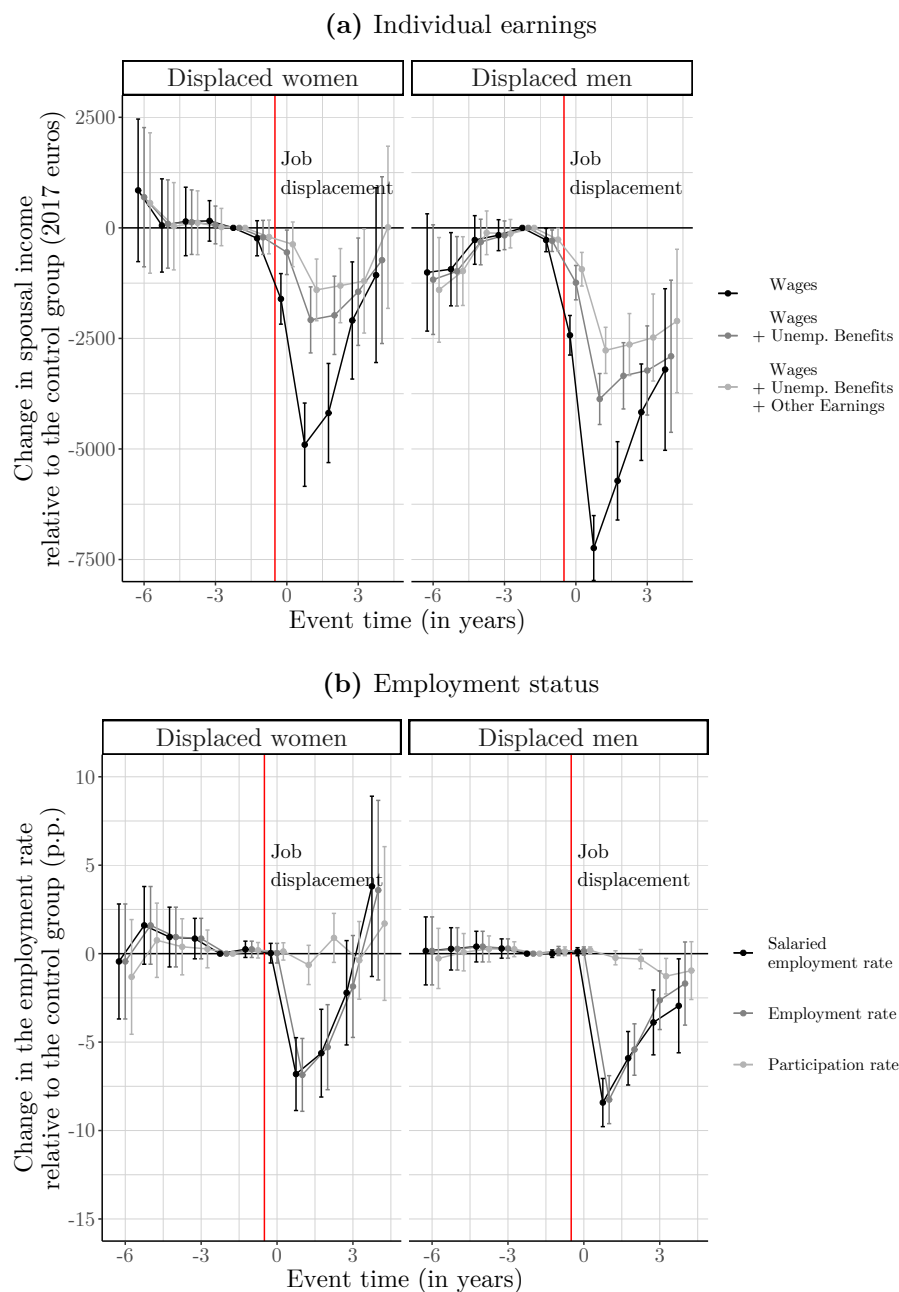 (a) Individual earnings
Displaced women
Displaced men
Change in spousal income
relative to the control group (2017 euros)
2500
0
-2500
-5000
-7500
Job
displacement
Job
displacement
-6
-3
0
3
-6
-3
0
3
Event time (in years)
Wages
Wages
+ Unemp. Benefits
Wages
+ Unemp. Benefits
+ Other Earnings
(b) Employment status
Displaced women
Displaced men
Change in the employment rate
relative to the control group (p.p.)
10
5
0
-5
-10
-15
Job
displacement
Job
displacement
-6
-3
0
3
-6
-3
0
3
Event time (in years)
Salaried
employment rate
Employment rate
Participation rate